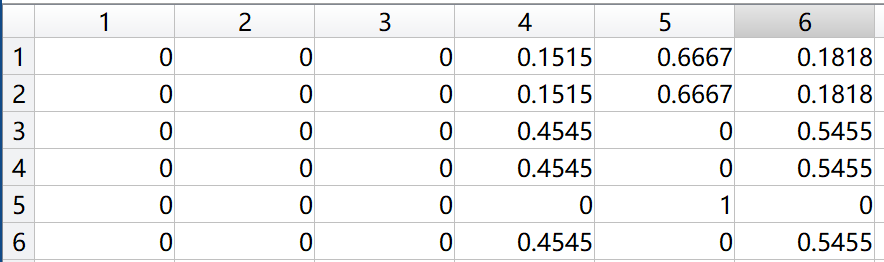 1 2 3 4 5 6
1 0 0 0 0.1515 0.6667 0.1818
2 0 0 0 0.1515 0.6667 0.1818
3 0 0 0 0.4545 0 0.5455
4 0 0 0 0.4545 0 0.5455
5 0 0 0 0 1 0
6 0 0 0 0.4545 0 0.5455